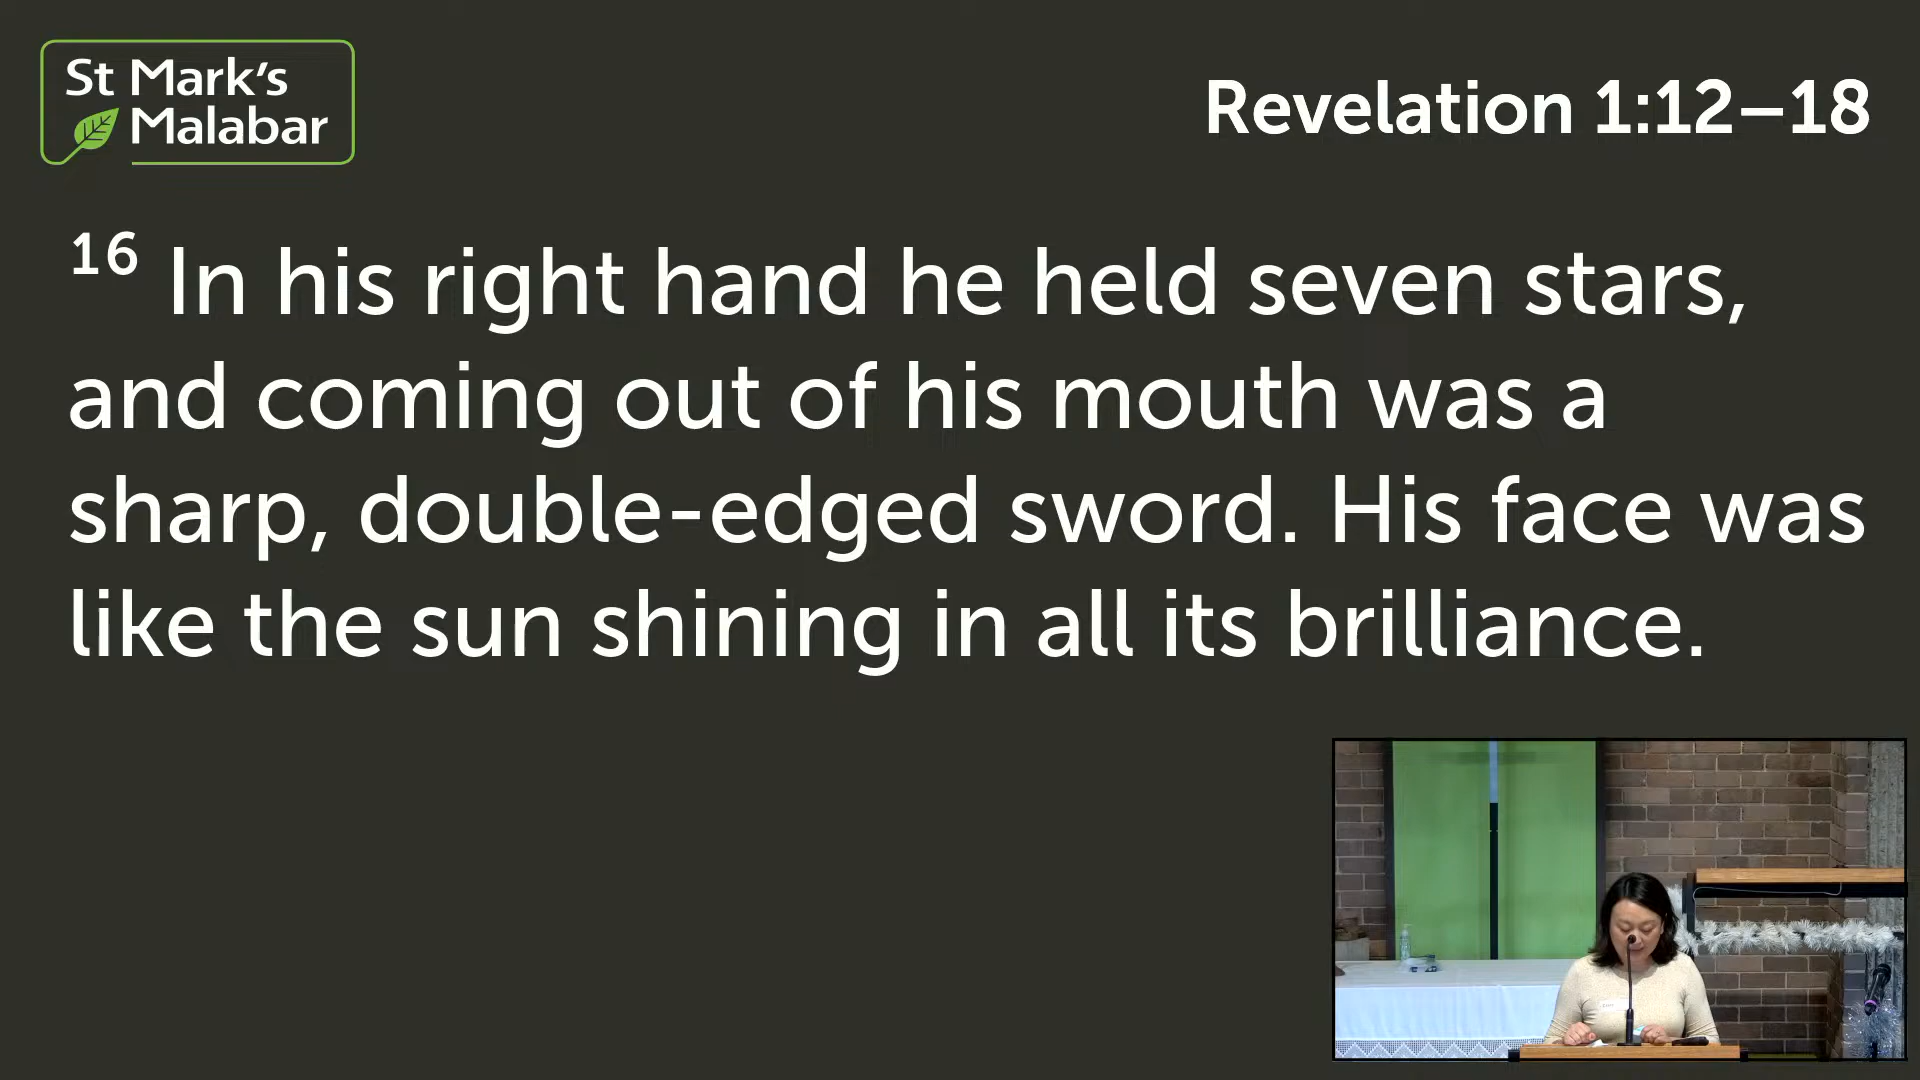 St Mark's
Malabar
Revelation 1:12–18
16 In his right hand he held seven stars,
and coming out of his mouth was a
sharp, double-edged sword. His face was
like the sun shining in all its brilliance.